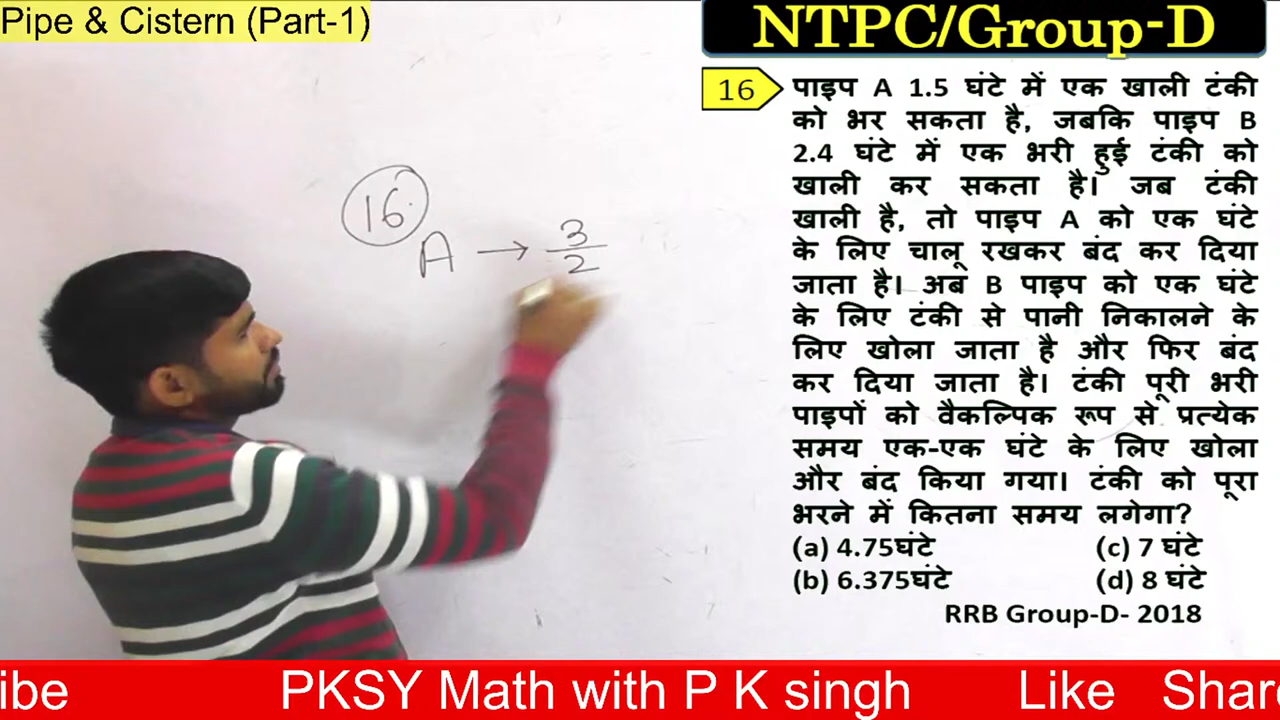 Pipe & Cistern (Part-1)
NTPC/Group-D
16.
A → 3/2
16 पाइप A 1.5 घंटे में एक खाली टंकी
को भर सकता है, जबकि पाइप B
2.4 घंटे में एक भरी हुई टंकी को
खाली कर सकता है। जब टंकी
खाली है, तो पाइप A को एक घंटे
के लिए चालू रखकर बंद कर दिया
जाता है। अब B पाइप को एक घंटे
के लिए टंकी से पानी निकालने के
लिए खोला जाता है और फिर बंद
कर दिया जाता है। टंकी पूरी भरी
पाइपों को वैकल्पिक रूप से प्रत्येक
समय एक-एक घंटे के लिए खोला
और बंद किया गया। टंकी को पूरा
भरने में कितना समय लगेगा?
(a) 4.75घंटे (c) 7 घंटे
(b) 6.375घंटे (d) 8 घंटे
RRB Group-D- 2018
ibe PKSY Math with P K singh Like Share